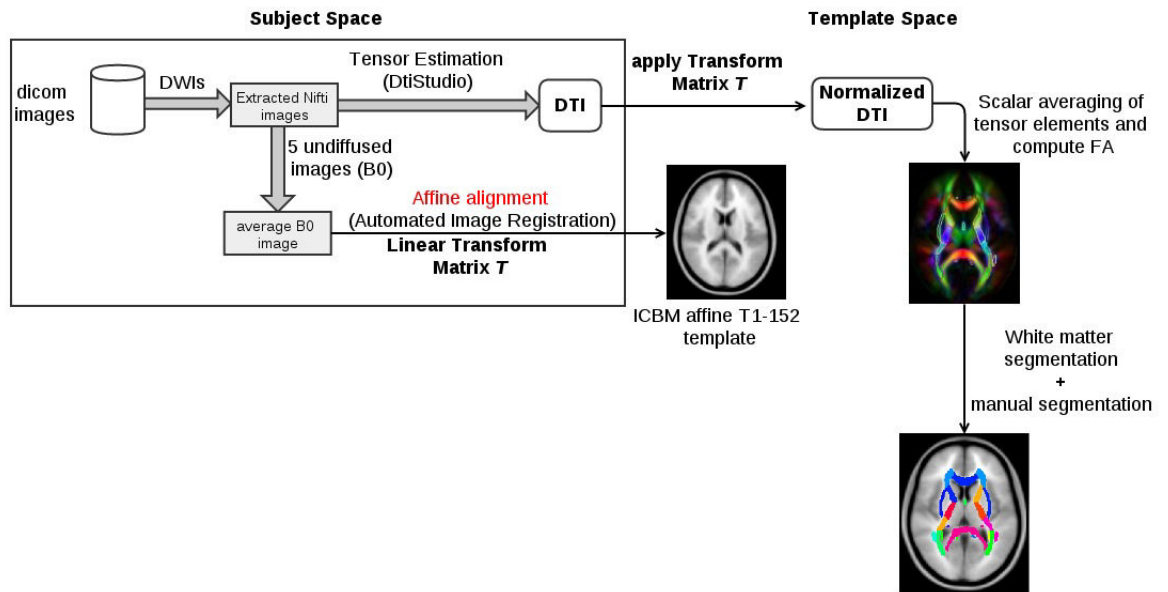 Subject Space
Template Space
dicom
images
DWIs
Extracted Nifti
images
Tensor Estimation
(DtiStudio)
DTI
apply Transform
Matrix T
Normalized
DTI
Scalar averaging of
tensor elements and
compute FA
5 undiffused
images (B0)
average B0
image
Affine alignment
(Automated Image Registration)
Linear Transform
Matrix T
ICBM affine T1-152
template
White matter
segmentation
+
manual segmentation